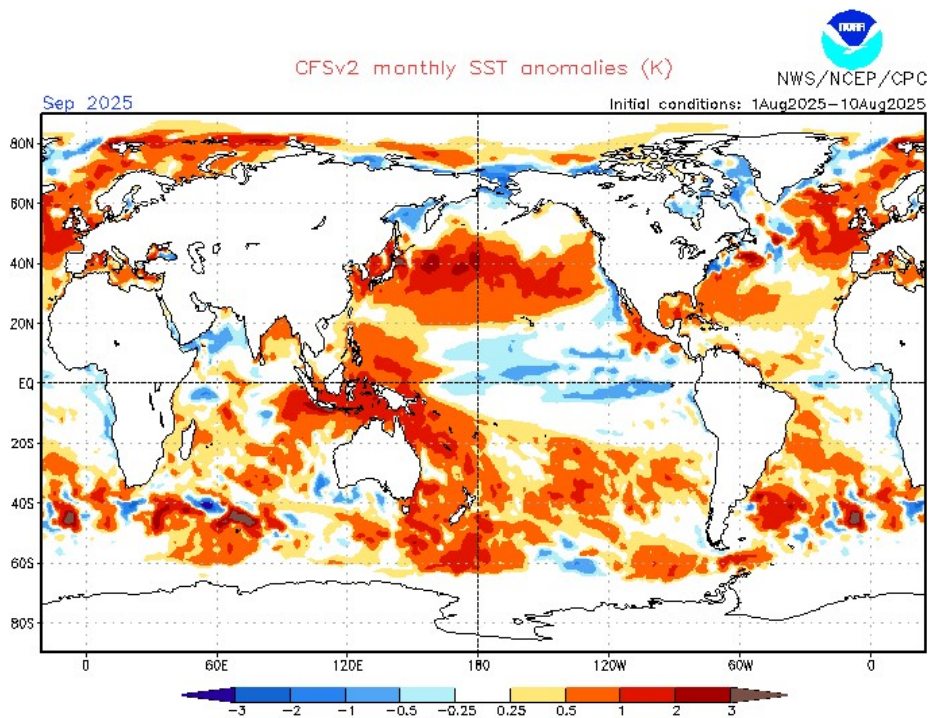 NOAA
CFSv2 monthly SST anomalies (K)
NWS/NCEP/CPC
Sep 2025
Initial conditions: 1Aug2025-10Aug2025
80N
60N
40N
20N
EQ
20S
40S
60S
80S
0 60E 120E 180 120W 60W 0
-3 -2 -1 -0.5 -0.25 0.25 0.5 1 2 3